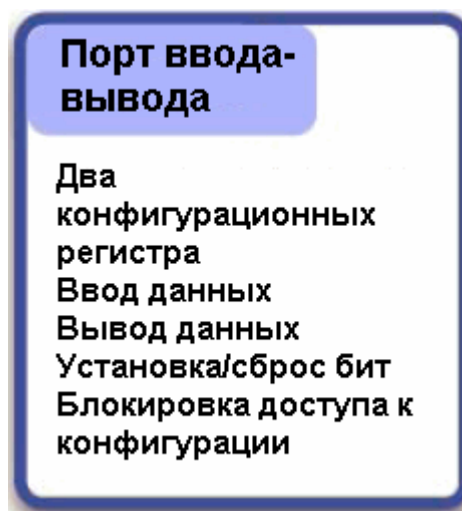 Порт ввода-
вывода
Два
конфигурационных
регистра
Ввод данных
Вывод данных
Установка/сброс бит
Блокировка доступа к
конфигурации